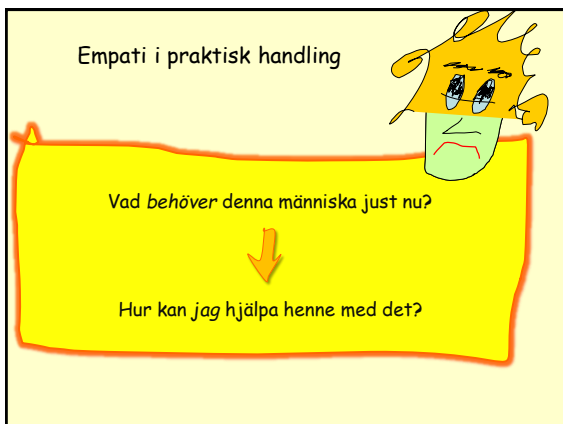 Empati i praktisk handling
Vad behöver denna människa just nu?
Hur kan jag hjälpa henne med det?